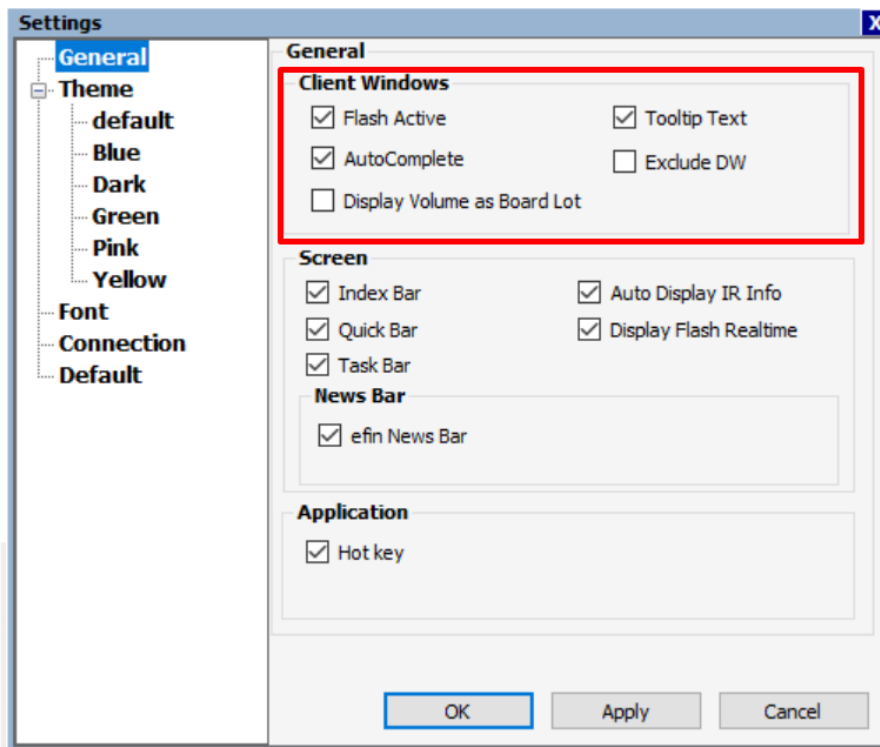 Settings
X
General
Theme
default
Blue
Dark
Green
Pink
Yellow
Font
Connection
Default
General
Client Windows
Flash Active
Tooltip Text
AutoComplete
Exclude DW
Display Volume as Board Lot
Screen
Index Bar
Auto Display IR Info
Quick Bar
Display Flash Realtime
Task Bar
News Bar
efin News Bar
Application
Hot key
OK
Apply
Cancel